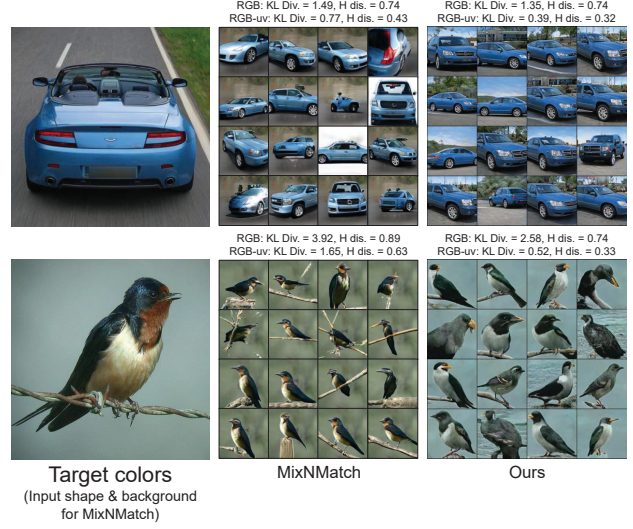 RGB: KL Div. = 1.49, H dis. = 0.74
RGB-uv: KL Div. = 0.77, H dis. = 0.43
RGB: KL Div. = 1.35, H dis. = 0.74
RGB-uv: KL Div. = 0.39, H dis. = 0.32
RGB: KL Div. = 3.92, H dis. = 0.89
RGB-uv: KL Div. = 1.65, H dis. = 0.63
RGB: KL Div. = 2.58, H dis. = 0.74
RGB-uv: KL Div. = 0.52, H dis. = 0.33
Target colors
(Input shape & background
for MixNMatch)
MixNMatch
Ours